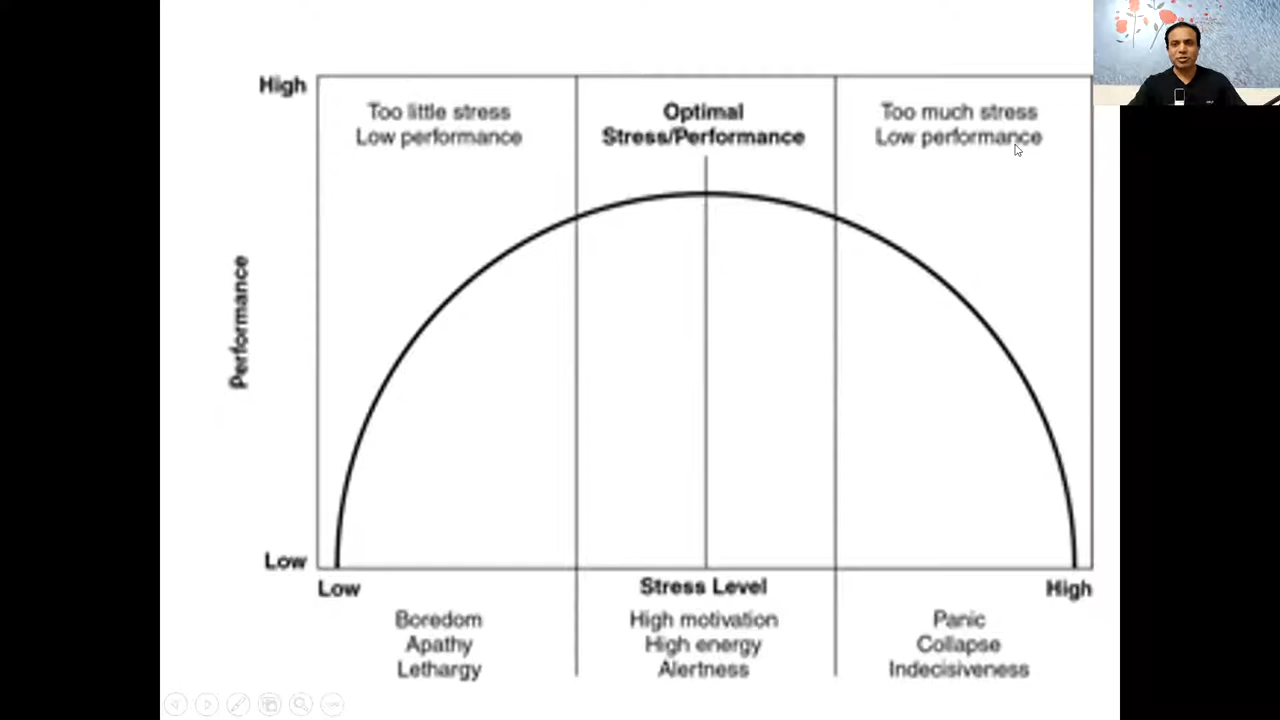 High
Too little stress
Low performance
Optimal
Stress/Performance
Too much stress
Low performance
Performance
Low
Low
Stress Level
High
Boredom
Apathy
Lethargy
High motivation
High energy
Alertness
Panic
Collapse
Indecisiveness